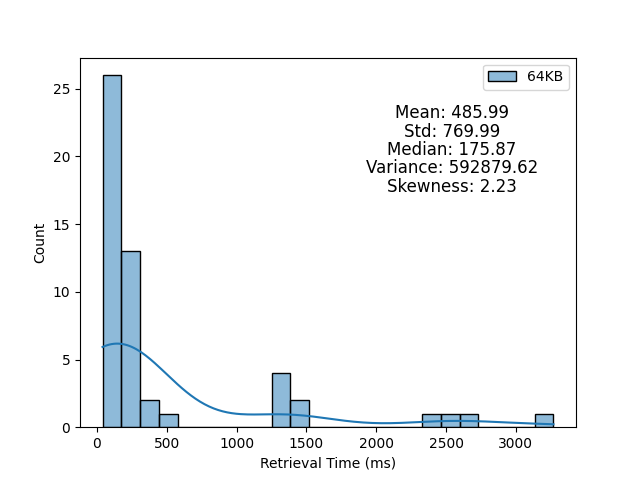 64KB
Mean: 485.99
Std: 769.99
Median: 175.87
Variance: 592879.62
Skewness: 2.23
25
20
15
10
5
0
Count
0 500 1000 1500 2000 2500 3000
Retrieval Time (ms)